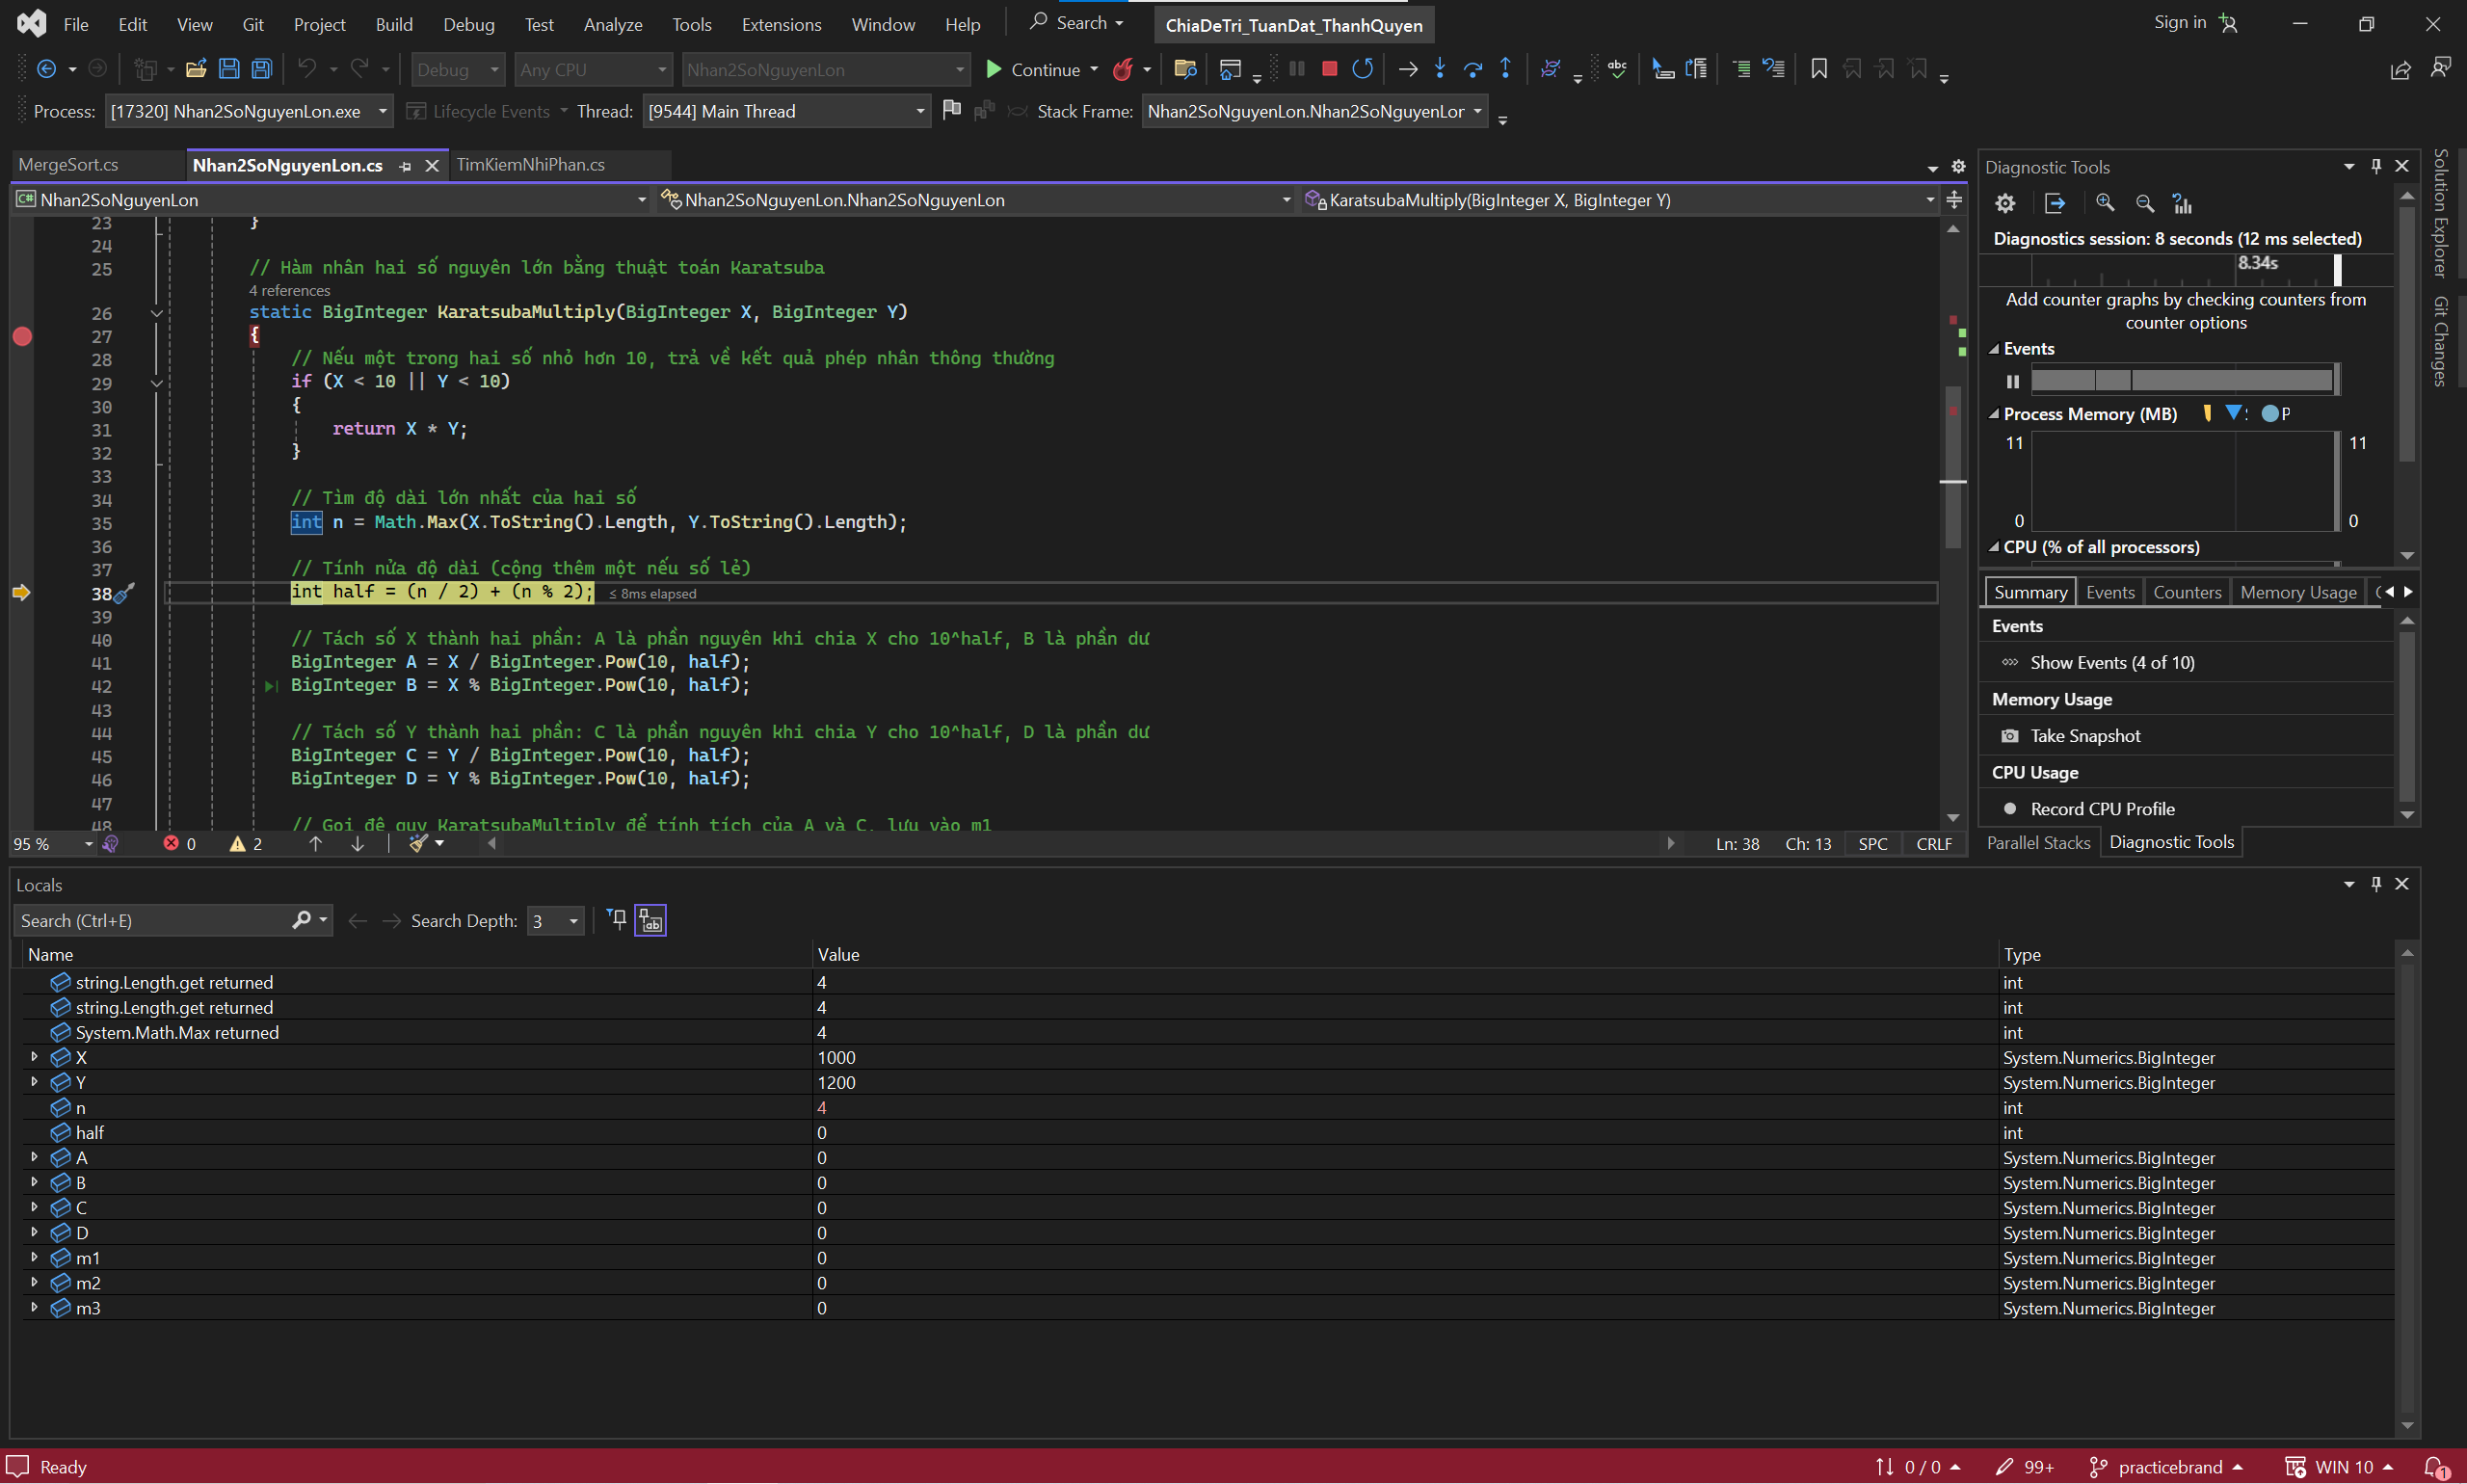 File Edit View Git Project Build Debug Test Analyze Tools Extensions Window Help Search ChiaDeTri_TuanDat_ThanhQuyen Sign in
Debug Any CPU Nhan2SoNguyenLon Continue
Process: [17320] Nhan2SoNguyenLon.exe Lifecycle Events Thread: [9544] Main Thread Stack Frame: Nhan2SoNguyenLon.Nhan2SoNguyenLor
MergeSort.cs Nhan2SoNguyenLon.cs TimKiemNhiPhan.cs
C# Nhan2SoNguyenLon Nhan2SoNguyenLon.Nhan2SoNguyenLon KaratsubaMultiply(BigInteger X, BigInteger Y)
23 }
24
25 // Hàm nhân hai số nguyên lớn bằng thuật toán Karatsuba
4 references
26 static BigInteger KaratsubaMultiply(BigInteger X, BigInteger Y)
27 {
28 // Nếu một trong hai số nhỏ hơn 10, trả về kết quả phép nhân thông thường
29 if (X < 10 || Y < 10)
30 {
31 return X * Y;
32 }
33
34 // Tìm độ dài lớn nhất của hai số
35 int n = Math.Max(X.ToString().Length, Y.ToString().Length);
36
37 // Tính nửa độ dài (cộng thêm một nếu số lẻ)
38 int half = (n / 2) + (n % 2); ≤ 8ms elapsed
39
40 // Tách số X thành hai phần: A là phần nguyên khi chia X cho 10^half, B là phần dư
41 BigInteger A = X / BigInteger.Pow(10, half);
42 BigInteger B = X % BigInteger.Pow(10, half);
43
44 // Tách số Y thành hai phần: C là phần nguyên khi chia Y cho 10^half, D là phần dư
45 BigInteger C = Y / BigInteger.Pow(10, half);
46 BigInteger D = Y % BigInteger.Pow(10, half);
47
48 // Gọi đệ quy KaratsubaMultiply để tính tích của A và C, lưu vào m1
95 % 0 2 Ln: 38 Ch: 13 SPC CRLF
Diagnostic Tools
Diagnostics session: 8 seconds (12 ms selected)
8.34s
Add counter graphs by checking counters from
counter options
Events
Process Memory (MB) P
11 11
0 0
CPU (% of all processors)
Summary Events Counters Memory Usage
Events
Show Events (4 of 10)
Memory Usage
Take Snapshot
CPU Usage
Record CPU Profile
Parallel Stacks Diagnostic Tools
Solution Explorer
Git Changes
Locals
Search (Ctrl+E) Search Depth: 3
Name Value Type
string.Length.get returned 4 int
string.Length.get returned 4 int
System.Math.Max returned 4 int
X 1000 System.Numerics.BigInteger
Y 1200 System.Numerics.BigInteger
n 4 int
half 0 int
A 0 System.Numerics.BigInteger
B 0 System.Numerics.BigInteger
C 0 System.Numerics.BigInteger
D 0 System.Numerics.BigInteger
m1 0 System.Numerics.BigInteger
m2 0 System.Numerics.BigInteger
m3 0 System.Numerics.BigInteger
Ready 0 / 0 99+ practicebrand WIN 10 1